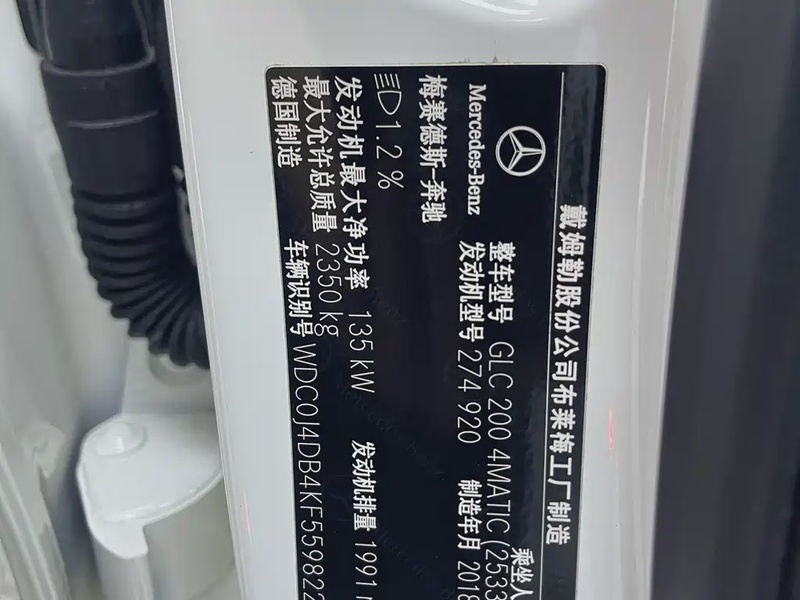 戴姆勒股份公司布莱梅工厂制造
Mercedes-Benz
梅赛德斯-奔驰
整车型号 GLC 200 4MATIC (2533
乘坐人
发动机型号 274 920
制造年月 2018
1.2 %
发动机最大净功率 135 kW
发动机排量 1991
最大允许总质量 2350 kg
德国制造
车辆识别号 WDC0J4DB4KF559822